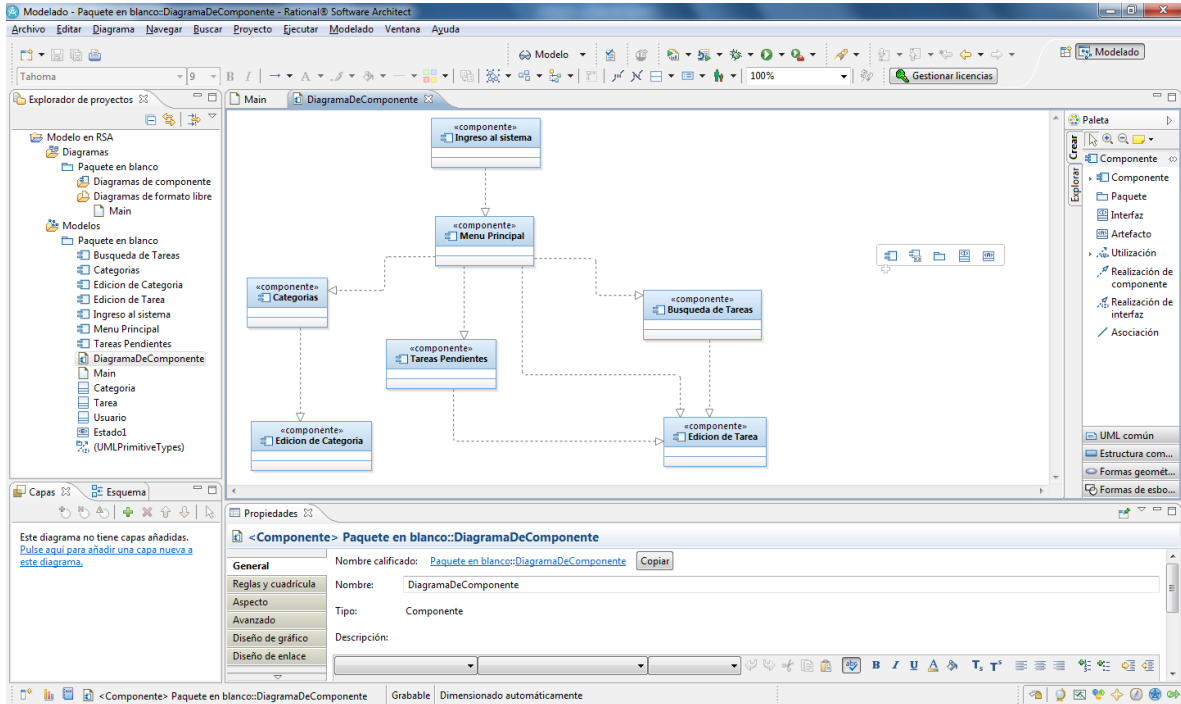 Modelado - Paquete en blanco::DiagramaDeComponente - Rational® Software Architect
Archivo Editar Diagrama Navegar Buscar Proyecto Ejecutar Modelado Ventana Ayuda
Modelo
Modelado
Tahoma
9
B I
A
100%
Gestionar licencias
Explorador de proyectos
Modelo en RSA
Diagramas
Paquete en blanco
Diagramas de componente
Diagramas de formato libre
Main
Modelos
Paquete en blanco
Busqueda de Tareas
Categorias
Edicion de Categoria
Edicion de Tarea
Ingreso al sistema
Menu Principal
Tareas Pendientes
DiagramaDeComponente
Main
Categoria
Tarea
Usuario
Estado1
(UMLPrimitiveTypes)
Main
DiagramaDeComponente
«componente»
Ingreso al sistema
«componente»
Menu Principal
«componente»
Categorias
«componente»
Busqueda de Tareas
«componente»
Tareas Pendientes
«componente»
Edicion de Categoria
«componente»
Edicion de Tarea
Paleta
Crear
Explorar
Componente
Componente
Paquete
Interfaz
Artefacto
Utilización
Realización de
componente
Realización de
interfaz
Asociación
UML común
Estructura com...
Formas geomét...
Formas de esbo...
Capas
Esquema
Este diagrama no tiene capas añadidas.
Pulse aquí para añadir una capa nueva a
este diagrama.
Propiedades
<Componente> Paquete en blanco::DiagramaDeComponente
General
Reglas y cuadrícula
Aspecto
Avanzado
Diseño de gráfico
Diseño de enlace
Nombre calificado: Paquete en blanco::DiagramaDeComponente Copiar
Nombre: DiagramaDeComponente
Tipo: Componente
Descripción:
B I U A
<Componente> Paquete en blanco::DiagramaDeComponente
Grabable
Dimensionado automáticamente